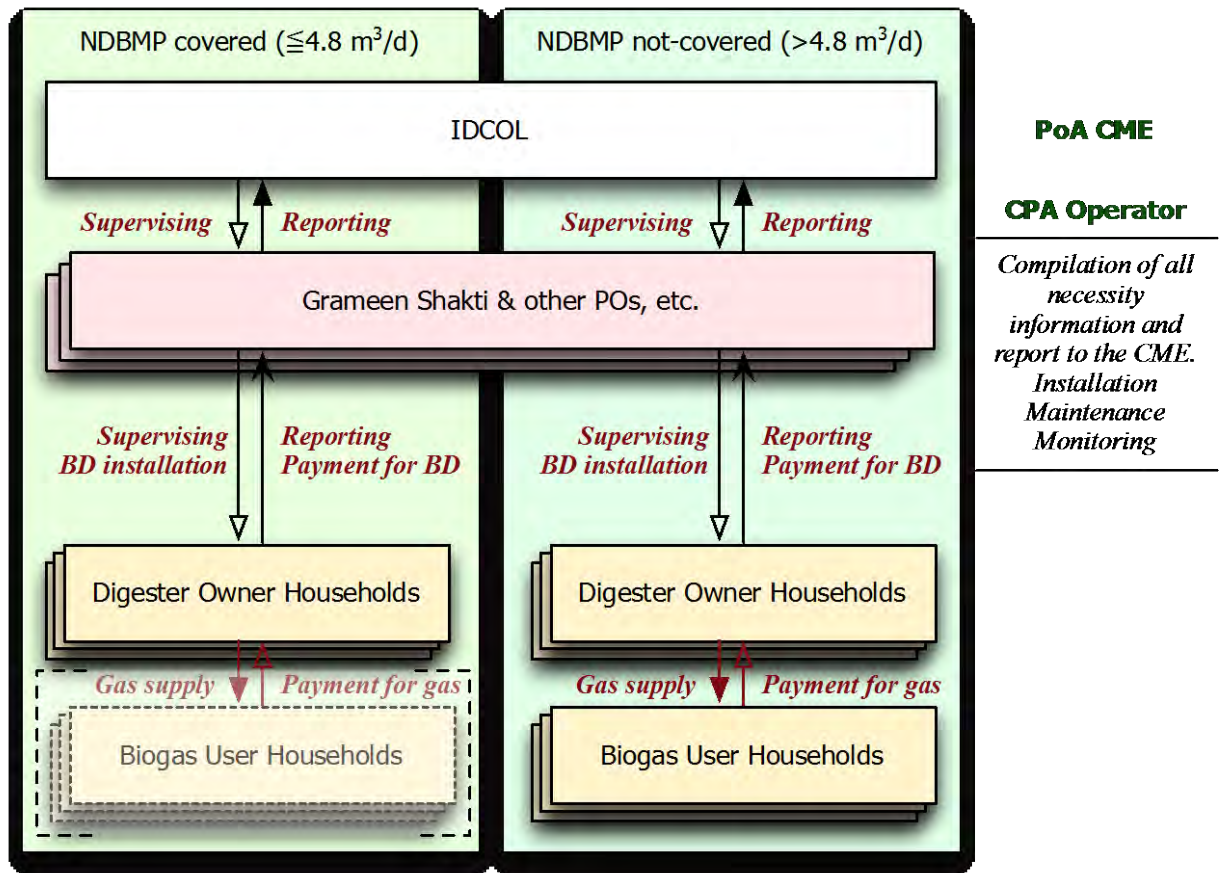 NDBMP covered (≦4.8 m³/d)
NDBMP not-covered (>4.8 m³/d)
IDCOL
PoA CME
CPA Operator
Supervising
Reporting
Supervising
Reporting
Grameen Shakti & other POs, etc.
Compilation of all
necessity
information and
report to the CME.
Installation
Maintenance
Monitoring
Supervising
BD installation
Reporting
Payment for BD
Supervising
BD installation
Reporting
Payment for BD
Digester Owner Households
Digester Owner Households
Gas supply
Payment for gas
Gas supply
Payment for gas
Biogas User Households
Biogas User Households